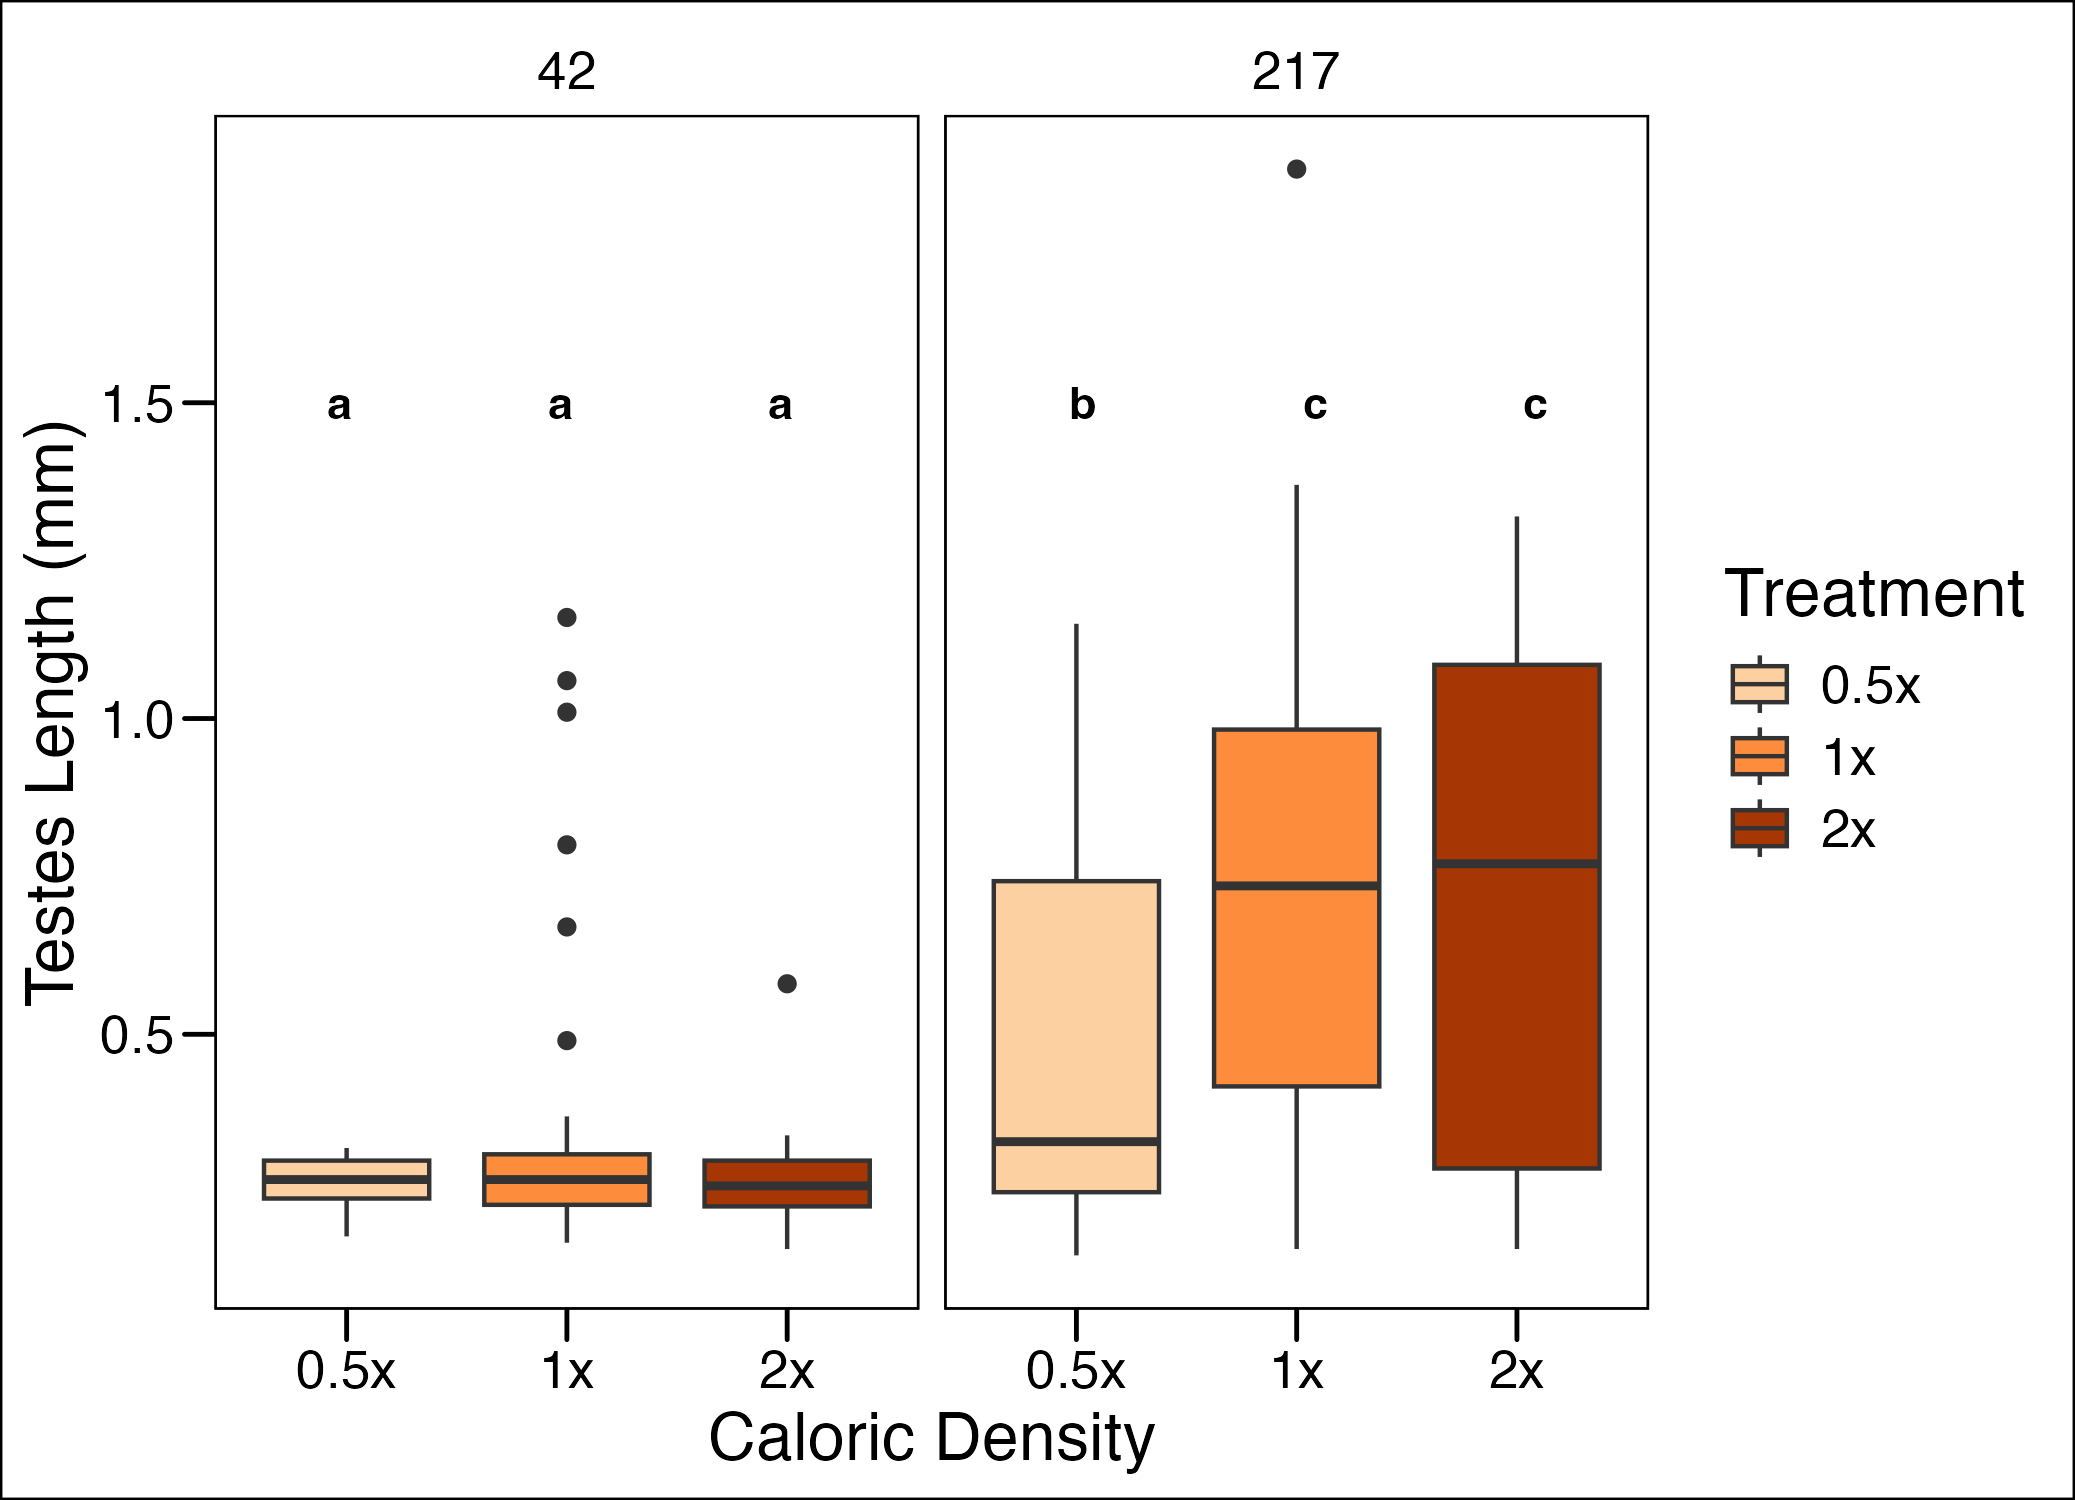 42 217
1.5
1.0
0.5
a a a b c c
Testes Length (mm)
0.5x 1x 2x 0.5x 1x 2x
Caloric Density
Treatment
0.5x
1x
2x